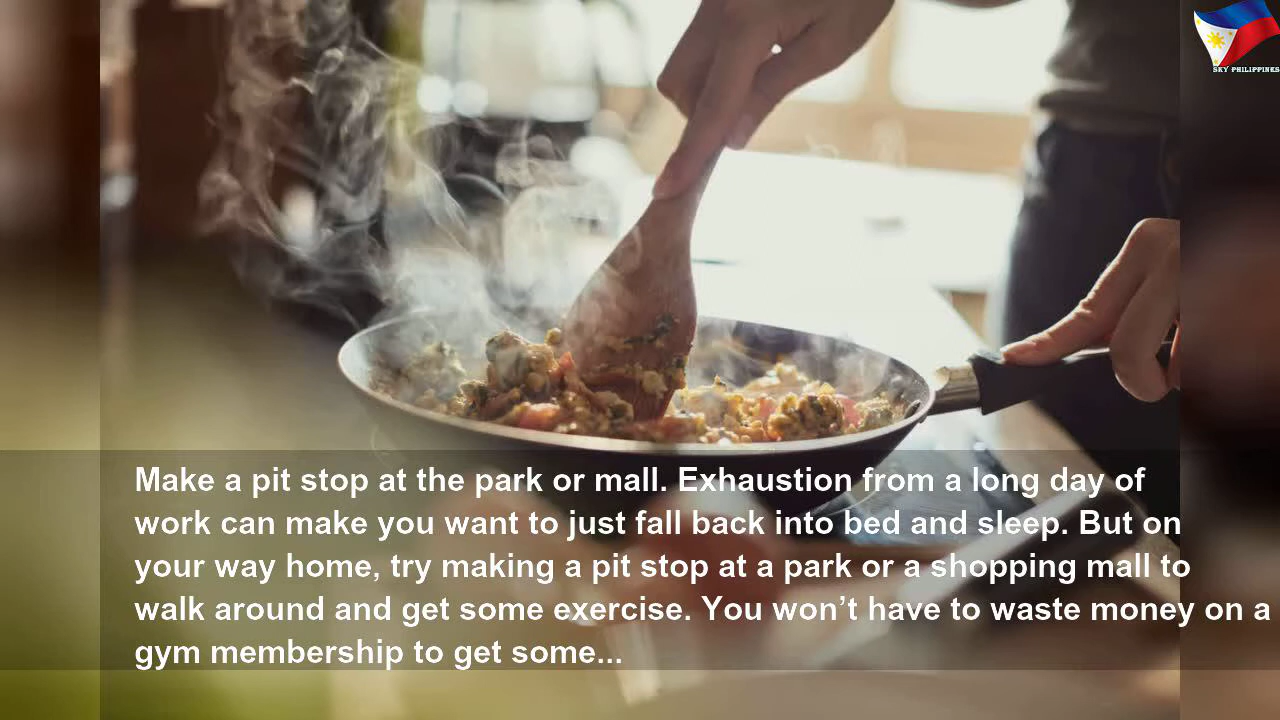 SKY PHILIPPINES
Make a pit stop at the park or mall. Exhaustion from a long day of
work can make you want to just fall back into bed and sleep. But on
your way home, try making a pit stop at a park or a shopping mall to
walk around and get some exercise. You won’t have to waste money on a
gym membership to get some...